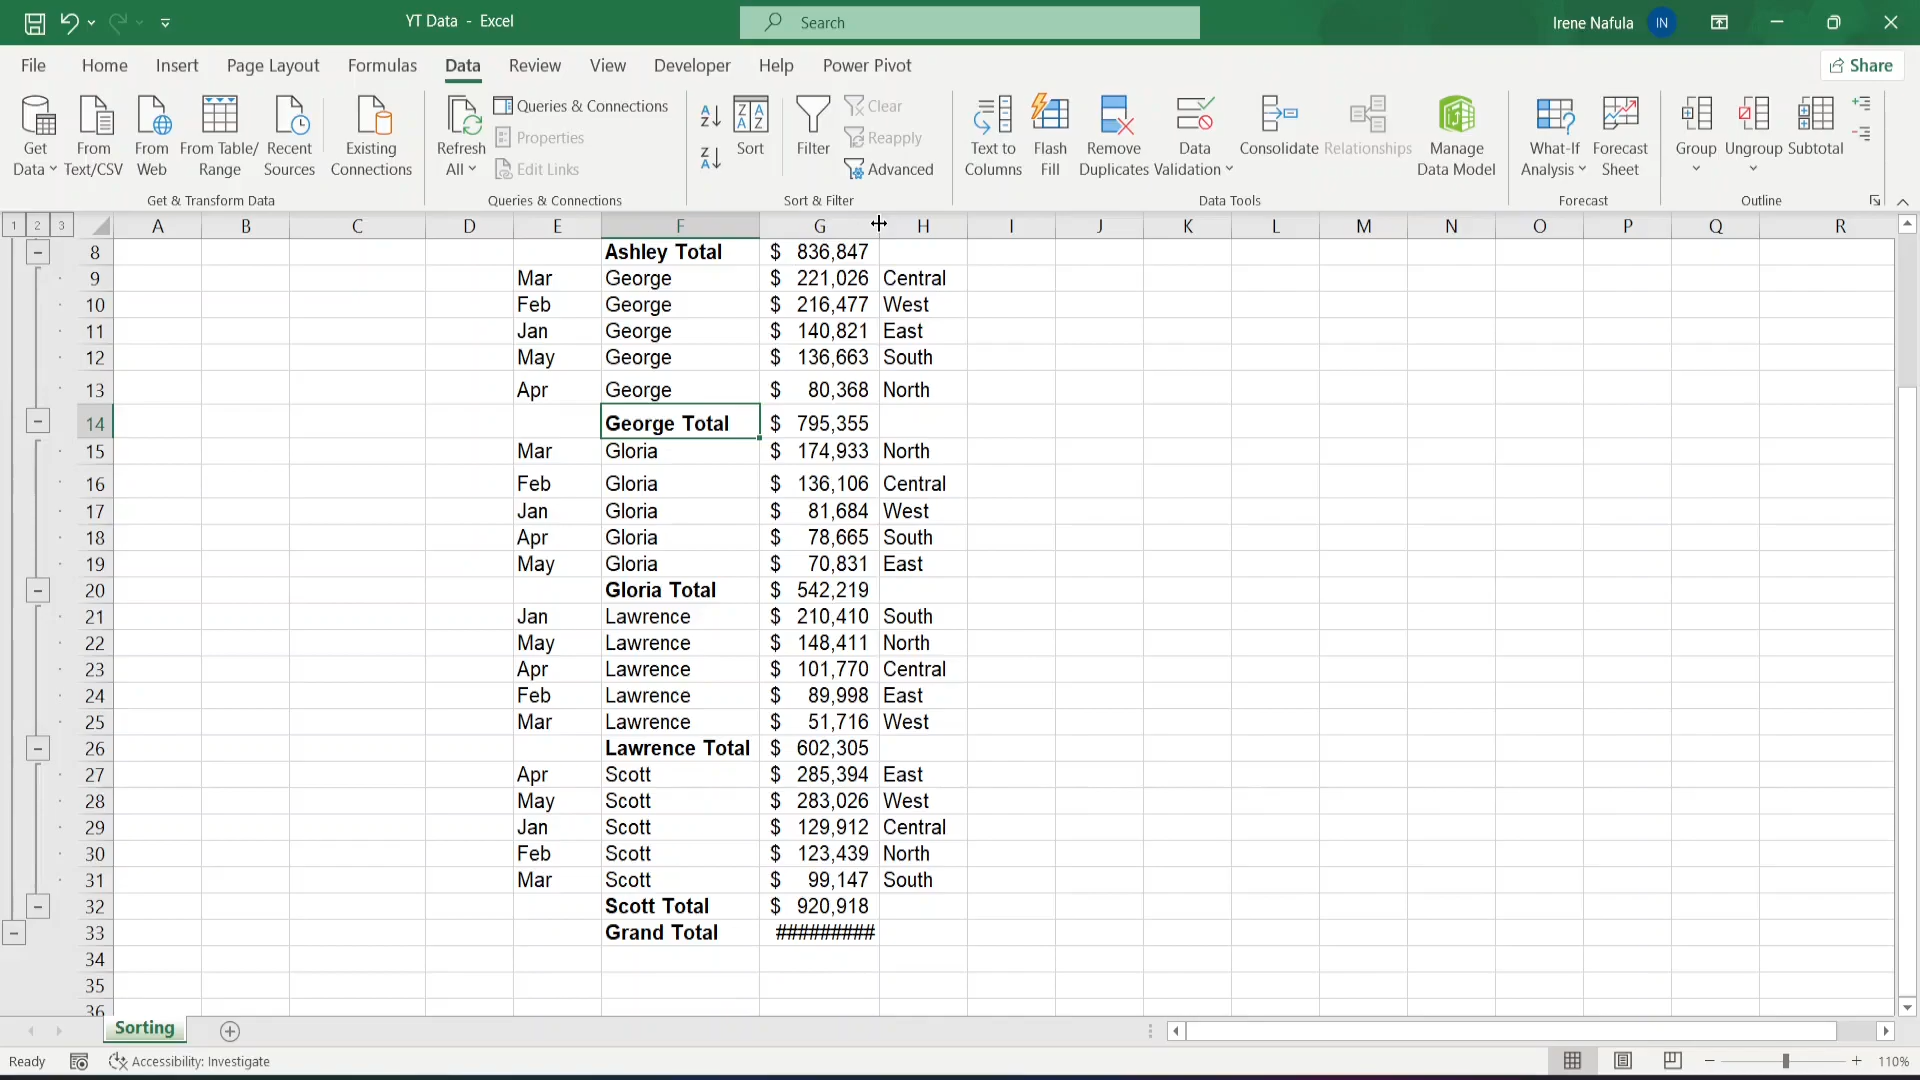 YT Data - Excel
Search
Irene Nafula
IN
File Home Insert Page Layout Formulas Data Review View Developer Help Power Pivot
Share
Get Data
From Text/CSV
From Web
From Table/ Range
Recent Sources
Existing Connections
Get & Transform Data
Refresh All
Queries & Connections
Properties
Edit Links
Queries & Connections
Sort
Filter
Clear
Reapply
Advanced
Sort & Filter
Text to Columns
Flash Fill
Remove Duplicates
Data Validation
Consolidate
Relationships
Manage Data Model
Data Tools
What-If Analysis
Forecast Sheet
Forecast
Group
Ungroup
Subtotal
Outline
1 2 3
A B C D E F G H I J K L M N O P Q R
8 Ashley Total $ 836,847
9 Mar George $ 221,026 Central
10 Feb George $ 216,477 West
11 Jan George $ 140,821 East
12 May George $ 136,663 South
13 Apr George $ 80,368 North
14 George Total $ 795,355
15 Mar Gloria $ 174,933 North
16 Feb Gloria $ 136,106 Central
17 Jan Gloria $ 81,684 West
18 Apr Gloria $ 78,665 South
19 May Gloria $ 70,831 East
20 Gloria Total $ 542,219
21 Jan Lawrence $ 210,410 South
22 May Lawrence $ 148,411 North
23 Apr Lawrence $ 101,770 Central
24 Feb Lawrence $ 89,998 East
25 Mar Lawrence $ 51,716 West
26 Lawrence Total $ 602,305
27 Apr Scott $ 285,394 East
28 May Scott $ 283,026 West
29 Jan Scott $ 129,912 Central
30 Feb Scott $ 123,439 North
31 Mar Scott $ 99,147 South
32 Scott Total $ 920,918
33 Grand Total #########
34
35
36
Sorting
Ready
Accessibility: Investigate
110%